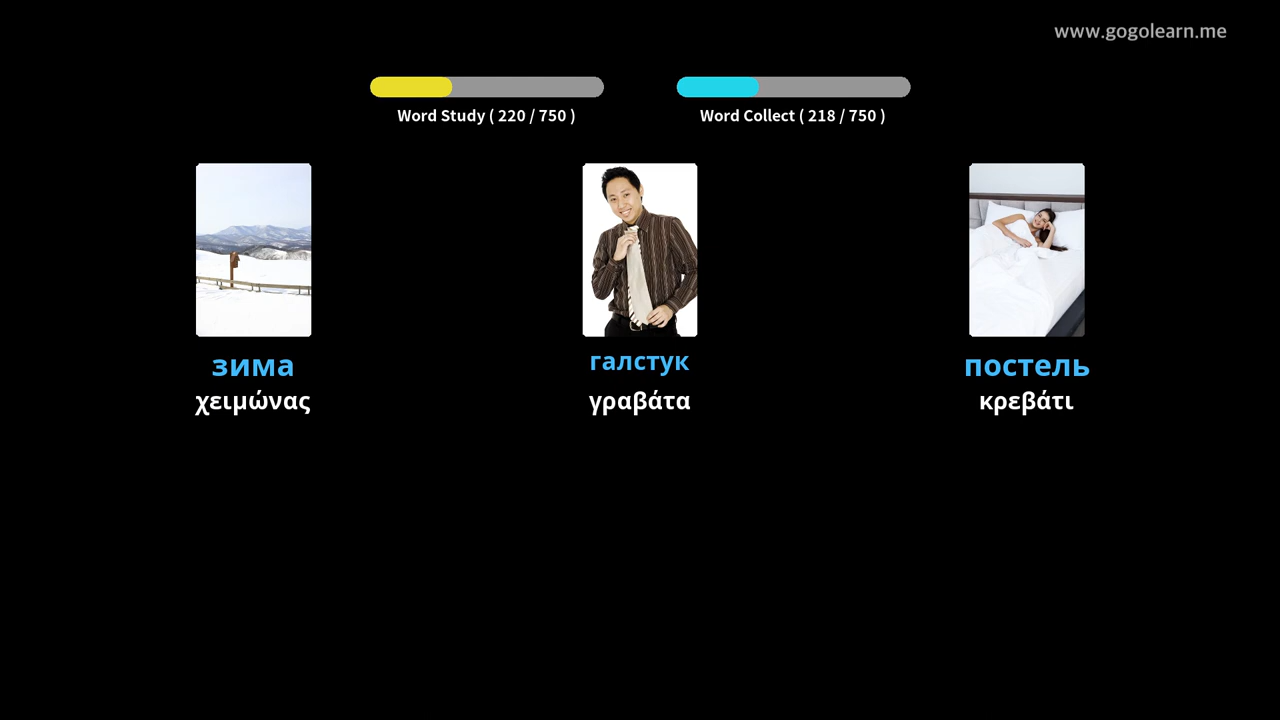 www.gogolearn.me
Word Study ( 220 / 750 )
Word Collect ( 218 / 750 )
зима
галстук
постель
χειμώνας
γραβάτα
κρεβάτι